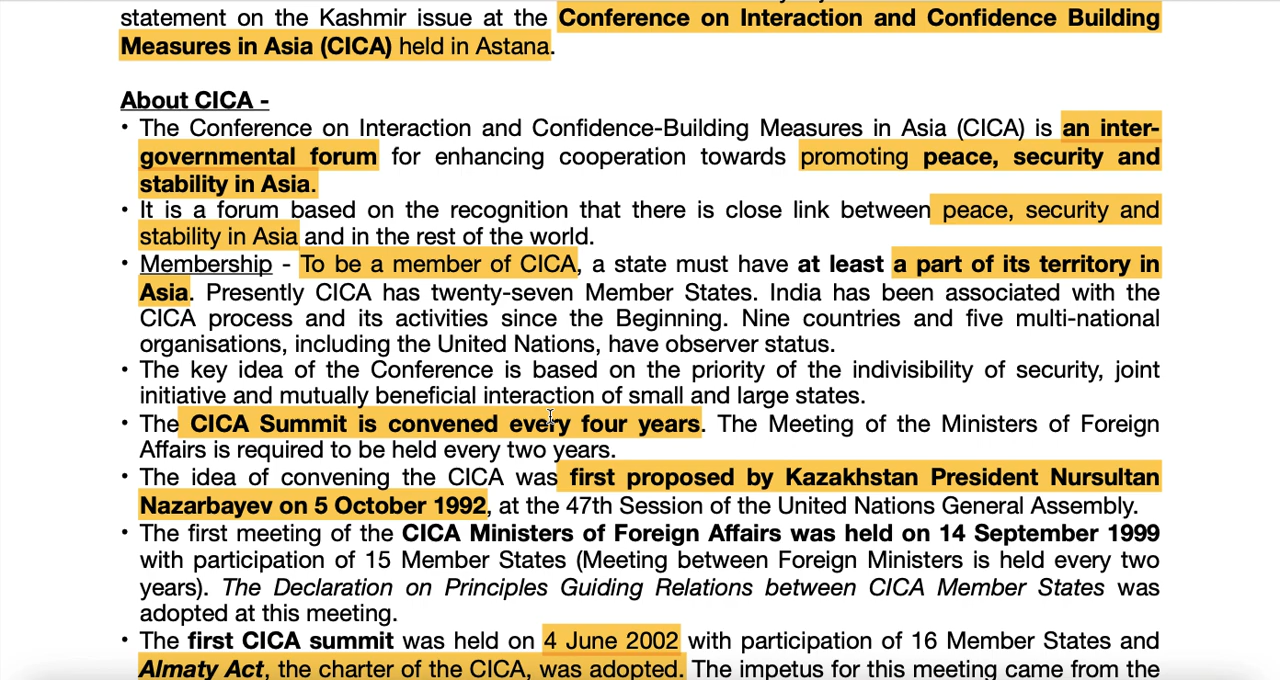 statement on the Kashmir issue at the Conference on Interaction and Confidence Building
Measures in Asia (CICA) held in Astana.
About CICA -
• The Conference on Interaction and Confidence-Building Measures in Asia (CICA) is an inter-
governmental forum for enhancing cooperation towards promoting peace, security and
stability in Asia.
• It is a forum based on the recognition that there is close link between peace, security and
stability in Asia and in the rest of the world.
• Membership - To be a member of CICA, a state must have at least a part of its territory in
Asia. Presently CICA has twenty-seven Member States. India has been associated with the
CICA process and its activities since the Beginning. Nine countries and five multi-national
organisations, including the United Nations, have observer status.
• The key idea of the Conference is based on the priority of the indivisibility of security, joint
initiative and mutually beneficial interaction of small and large states.
• The CICA Summit is convened every four years. The Meeting of the Ministers of Foreign
Affairs is required to be held every two years.
• The idea of convening the CICA was first proposed by Kazakhstan President Nursultan
Nazarbayev on 5 October 1992, at the 47th Session of the United Nations General Assembly.
• The first meeting of the CICA Ministers of Foreign Affairs was held on 14 September 1999
with participation of 15 Member States (Meeting between Foreign Ministers is held every two
years). The Declaration on Principles Guiding Relations between CICA Member States was
adopted at this meeting.
• The first CICA summit was held on 4 June 2002 with participation of 16 Member States and
Almaty Act, the charter of the CICA, was adopted. The impetus for this meeting came from the